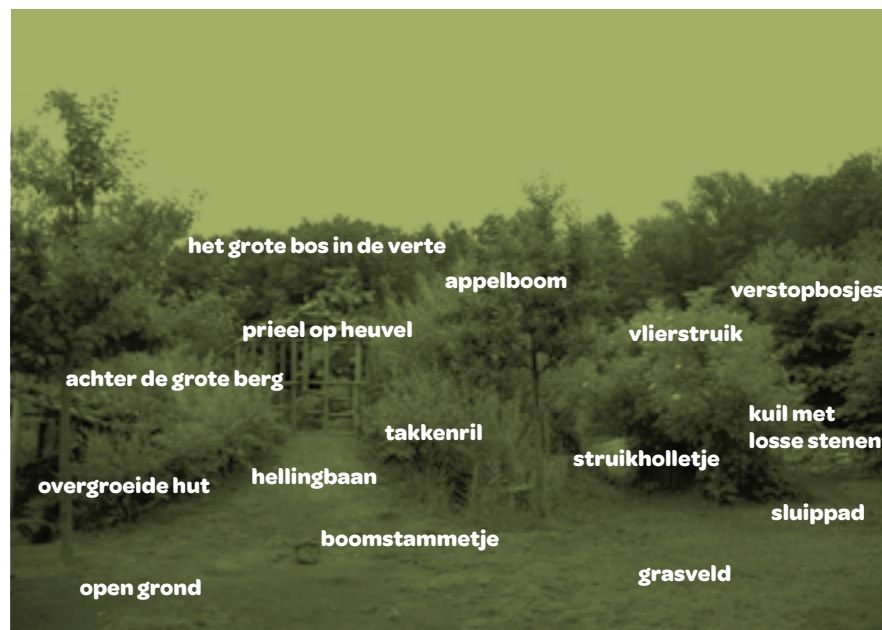 het grote bos in de verte
appelboom
verstopbosjes
prieel op heuvel
vlierstruik
achter de grote berg
kuil met
losse stenen
takkenril
struikholletje
hellingbaan
overgroeide hut
sluippad
boomstammetje
grasveld
open grond